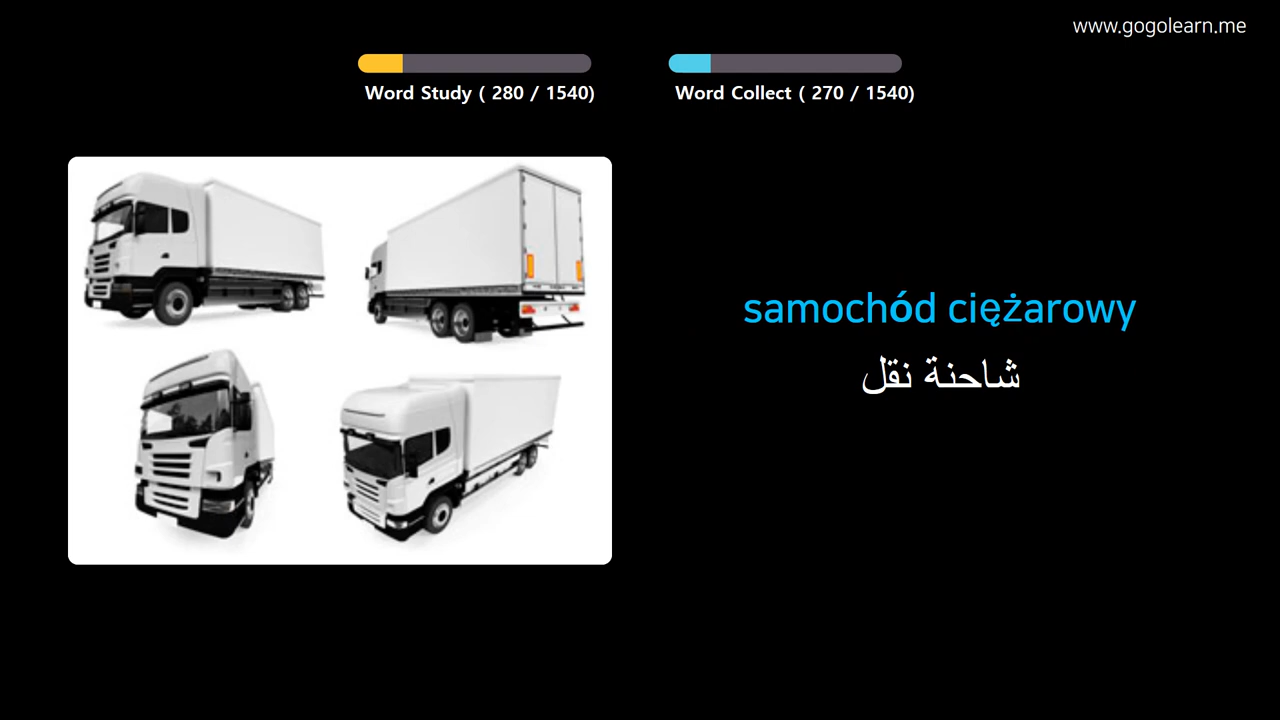 www.gogolearn.me
Word Study ( 280 / 1540)
Word Collect ( 270 / 1540)
samochód ciężarowy
شاحنة نقل